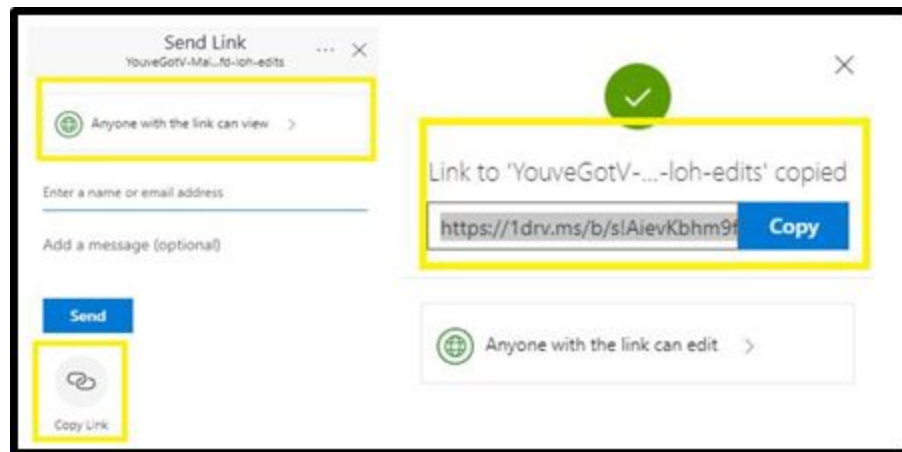 Send Link
YouveGotV-Mai...fd-loh-edits
Anyone with the link can view
Enter a name or email address
Add a message (optional)
Send
Copy Link
Link to 'YouveGotV-...-loh-edits' copied
https://1drv.ms/b/s!AievKbhm9f
Copy
Anyone with the link can edit